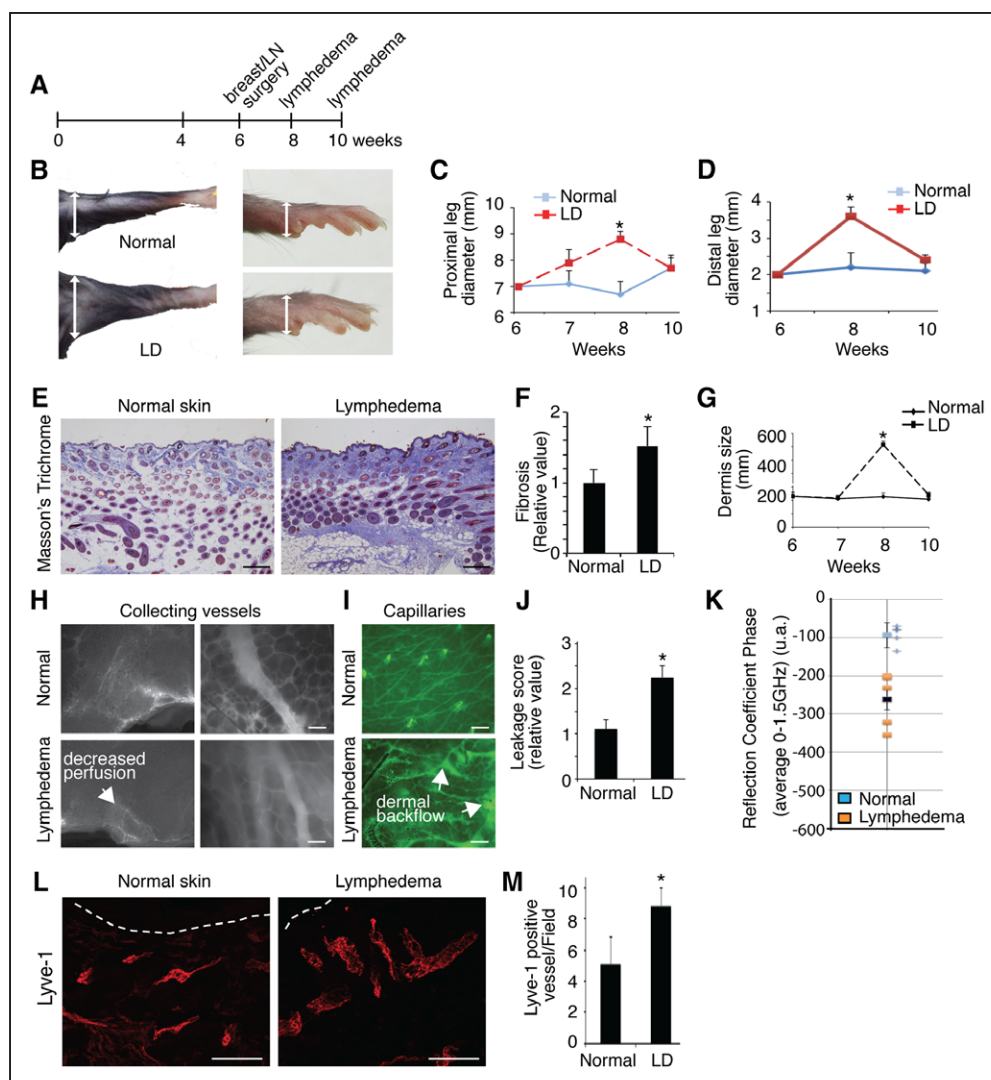 A
breast/LN
surgery
lymphedema
lymphedema
0
4
6
8
10 weeks
B
Normal
LD
C
Normal
LD
Proximal leg
diameter (mm)
10
9
8
7
7
*
6
7
8
10
Weeks
D
Normal
LD
Distal leg
diameter (mm)
4
3
2
1
0
*
6
8
10
Weeks
E
Normal skin
Lymphedema
Masson's Trichrome
F
Fibrosis
(Relative value)
2
1.5
1
0.5
0
*
Normal
LD
G
Normal
LD
Dermis size
(mm)
600
400
200
0
*
6
7
8
10
Weeks
H
Collecting vessels
Normal
Lymphedema
decreased
perfusion
I
Capillaries
Normal
Lymphedema
dermal
backflow
J
Leakage score
(relative value)
3
2
1
0
*
Normal
LD
K
Reflection Coefficient Phase
(average 0-1.5GHz) (u.a.)
0
-100
-200
-300
-400
-500
-600
Normal
Lymphedema
L
Normal skin
Lymphedema
Lyve-1
M
Lyve-1 positive
vessel/Field
10
8
6
4
2
0
*
Normal
LD